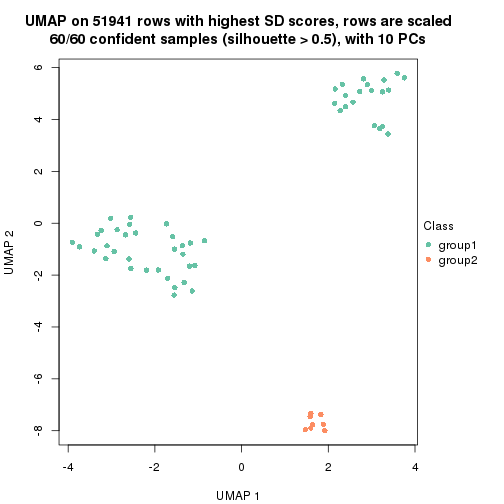 UMAP on 51941 rows with highest SD scores, rows are scaled
60/60 confident samples (silhouette > 0.5), with 10 PCs
6
4
2
0
-2
-4
-6
-8
UMAP 2
-4 -2 0 2 4
UMAP 1
Class
group1
group2